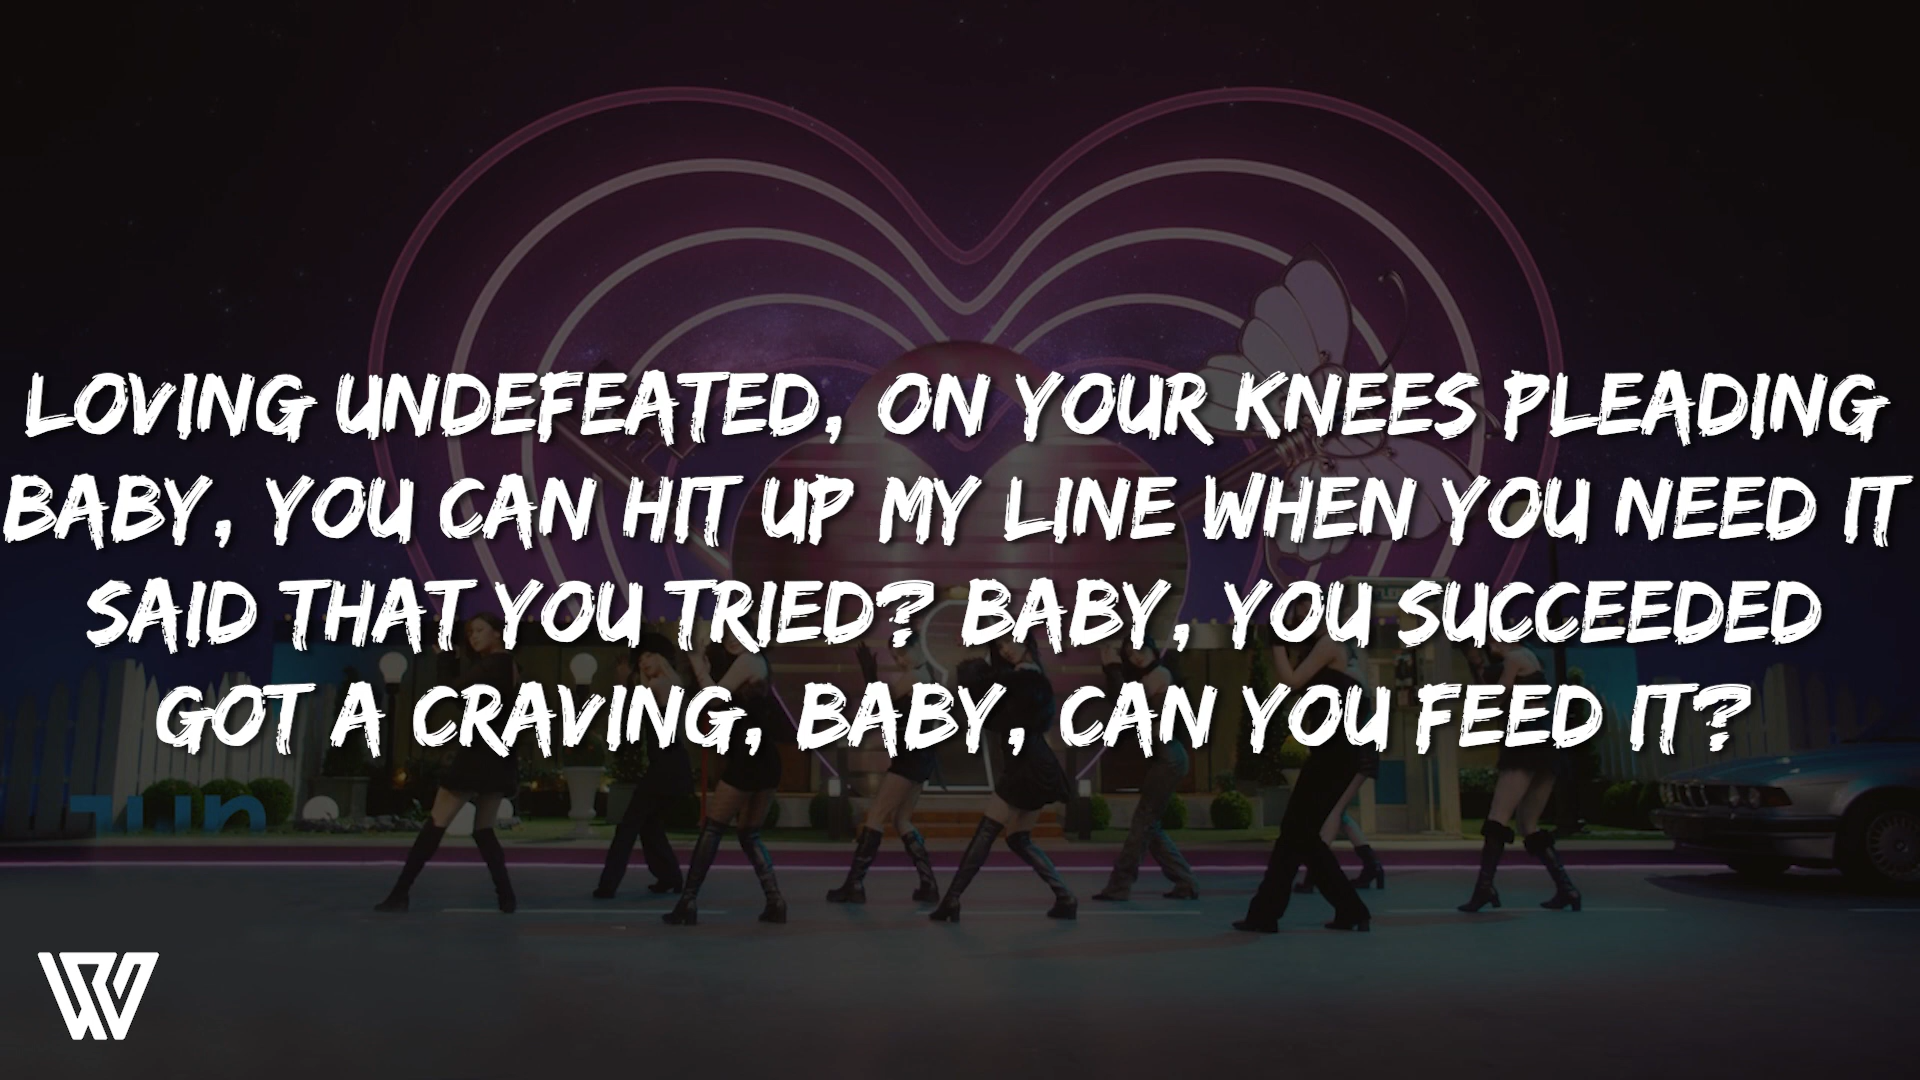 LOVING UNDEFEATED, ON YOUR KNEES PLEADING
BABY, YOU CAN HIT UP MY LINE WHEN YOU NEED IT
SAID THAT YOU TRIED? BABY, YOU SUCCEEDED
GOT A CRAVING, BABY, CAN YOU FEED IT?